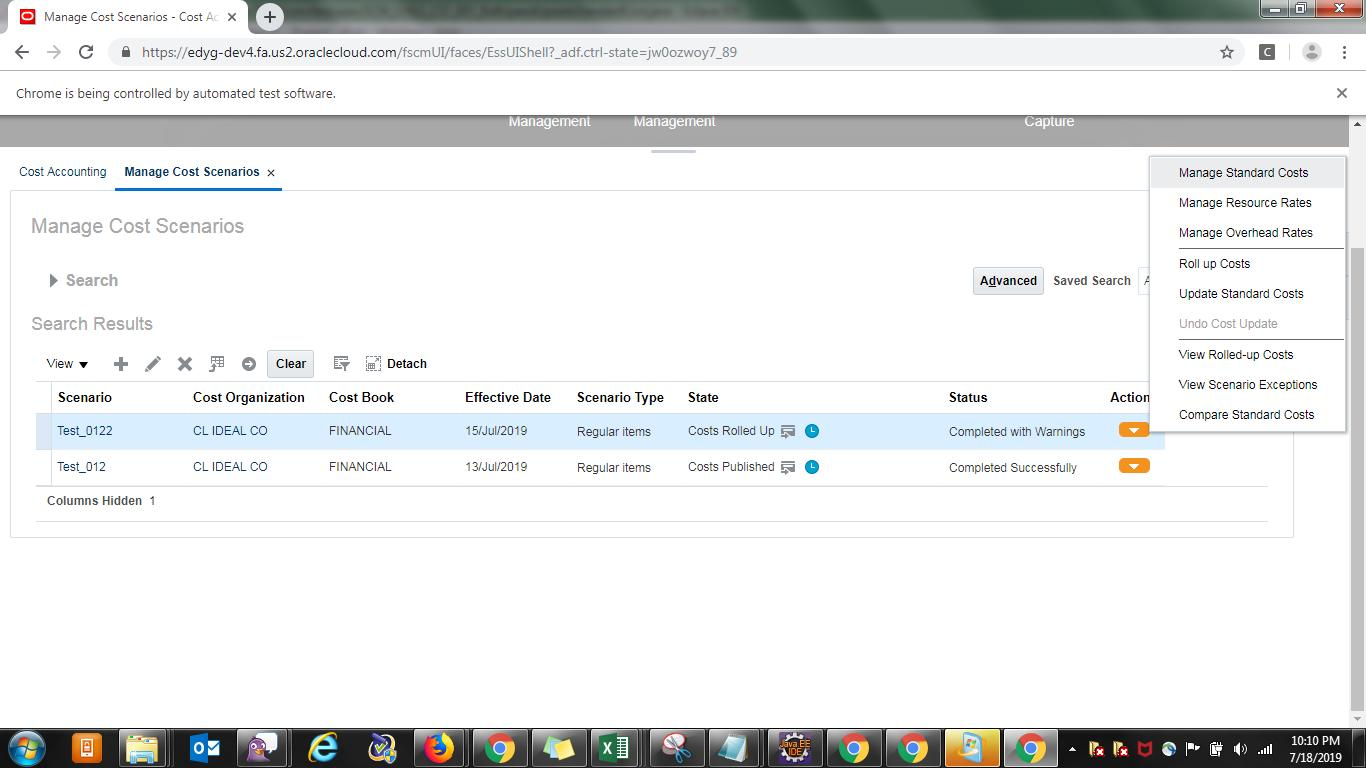 Manage Cost Scenarios - Cost Ac
https://edyg-dev4.fa.us2.oraclecloud.com/fscmUI/faces/EssUIShell?_adf.ctrl-state=jw0ozwoy7_89
C
Chrome is being controlled by automated test software.
Management Management Capture
Cost Accounting Manage Cost Scenarios
Manage Standard Costs
Manage Resource Rates
Manage Overhead Rates
Roll up Costs
Update Standard Costs
Undo Cost Update
View Rolled-up Costs
View Scenario Exceptions
Compare Standard Costs
Manage Cost Scenarios
Search
Advanced Saved Search A
Search Results
View Clear Detach
Scenario Cost Organization Cost Book Effective Date Scenario Type State Status Action
Test_0122 CL IDEAL CO FINANCIAL 15/Jul/2019 Regular items Costs Rolled Up Completed with Warnings
Test_012 CL IDEAL CO FINANCIAL 13/Jul/2019 Regular items Costs Published Completed Successfully
Columns Hidden 1
Java EE
IDE
10:10 PM
7/18/2019